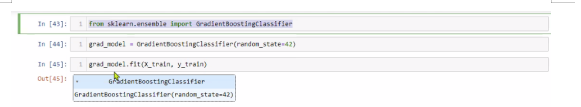 In [43]: 1 from sklearn.ensemble import GradientBoostingClassifier
In [44]: 1 grad_model = GradientBoostingClassifier(random_state=42)
In [45]: 1 grad_model.fit(X_train, y_train)
Out[45]: GradientBoostingClassifier
GradientBoostingClassifier(random_state=42)